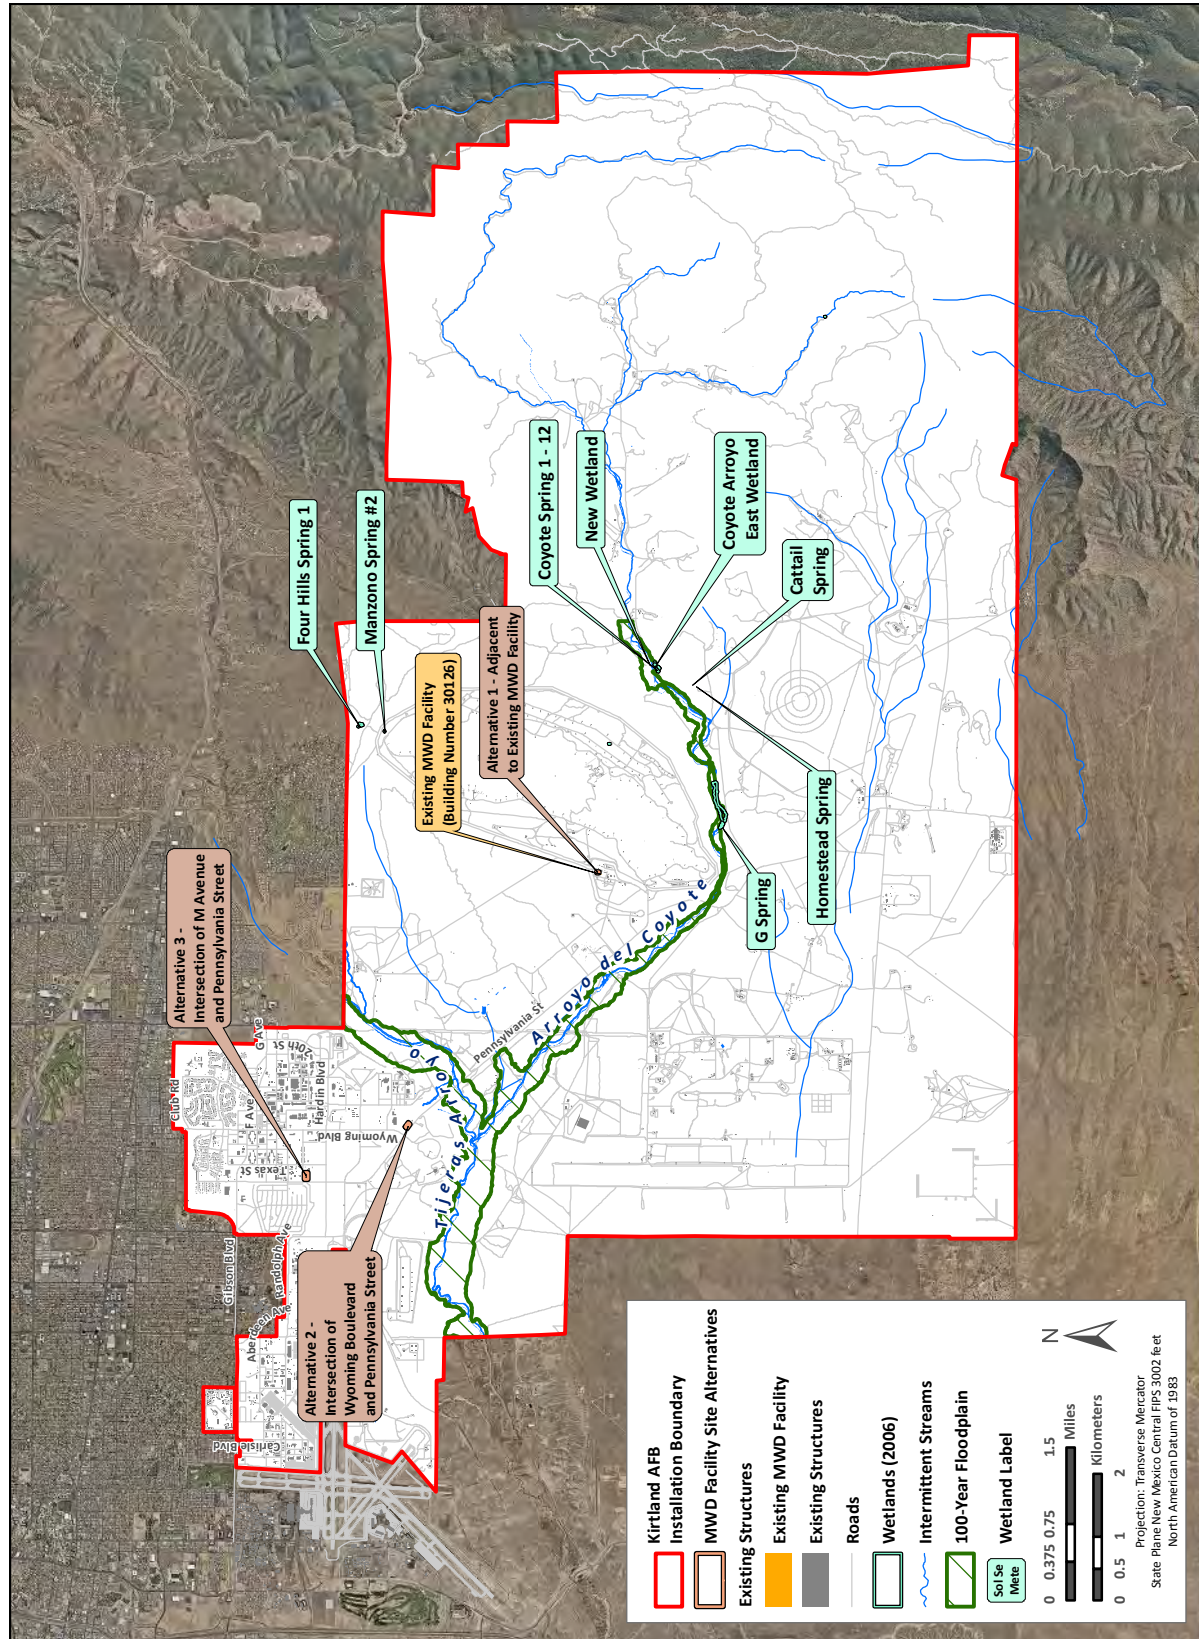 Four Hills Spring 1
Manzono Spring #2
Existing MWD Facility
(Building Number 30126)
Alternative 1 - Adjacent
to Existing MWD Facility
Coyote Spring 1 - 12
New Wetland
Coyote Arroyo
East Wetland
Cattail
Spring
Homestead Spring
G Spring
Alternative 3 -
Intersection of M Avenue
and Pennsylvania Street
Alternative 2 -
Intersection of
Wyoming Boulevard
and Pennsylvania Street
Arroyo del Coyote
Tijeras Arroyo
Pennsylvania St
Wyoming Blvd
Club Rd
G Ave
20th St
Hardin Blvd
F Ave
Texas St
Gibson Blvd
Randolph Ave
Aberdeen Ave
Carlisle Blvd
Kirtland AFB
Installation Boundary
MWD Facility Site Alternatives
Existing Structures
Existing MWD Facility
Existing Structures
Roads
Wetlands (2006)
Intermittent Streams
100-Year Floodplain
Sol Se
Mete
Wetland Label
0 0.375 0.75 1.5
Miles
Kilometers
0 0.5 1 2
N
Projection: Transverse Mercator
State Plane New Mexico Central FIPS 3002 feet
North American Datum of 1983